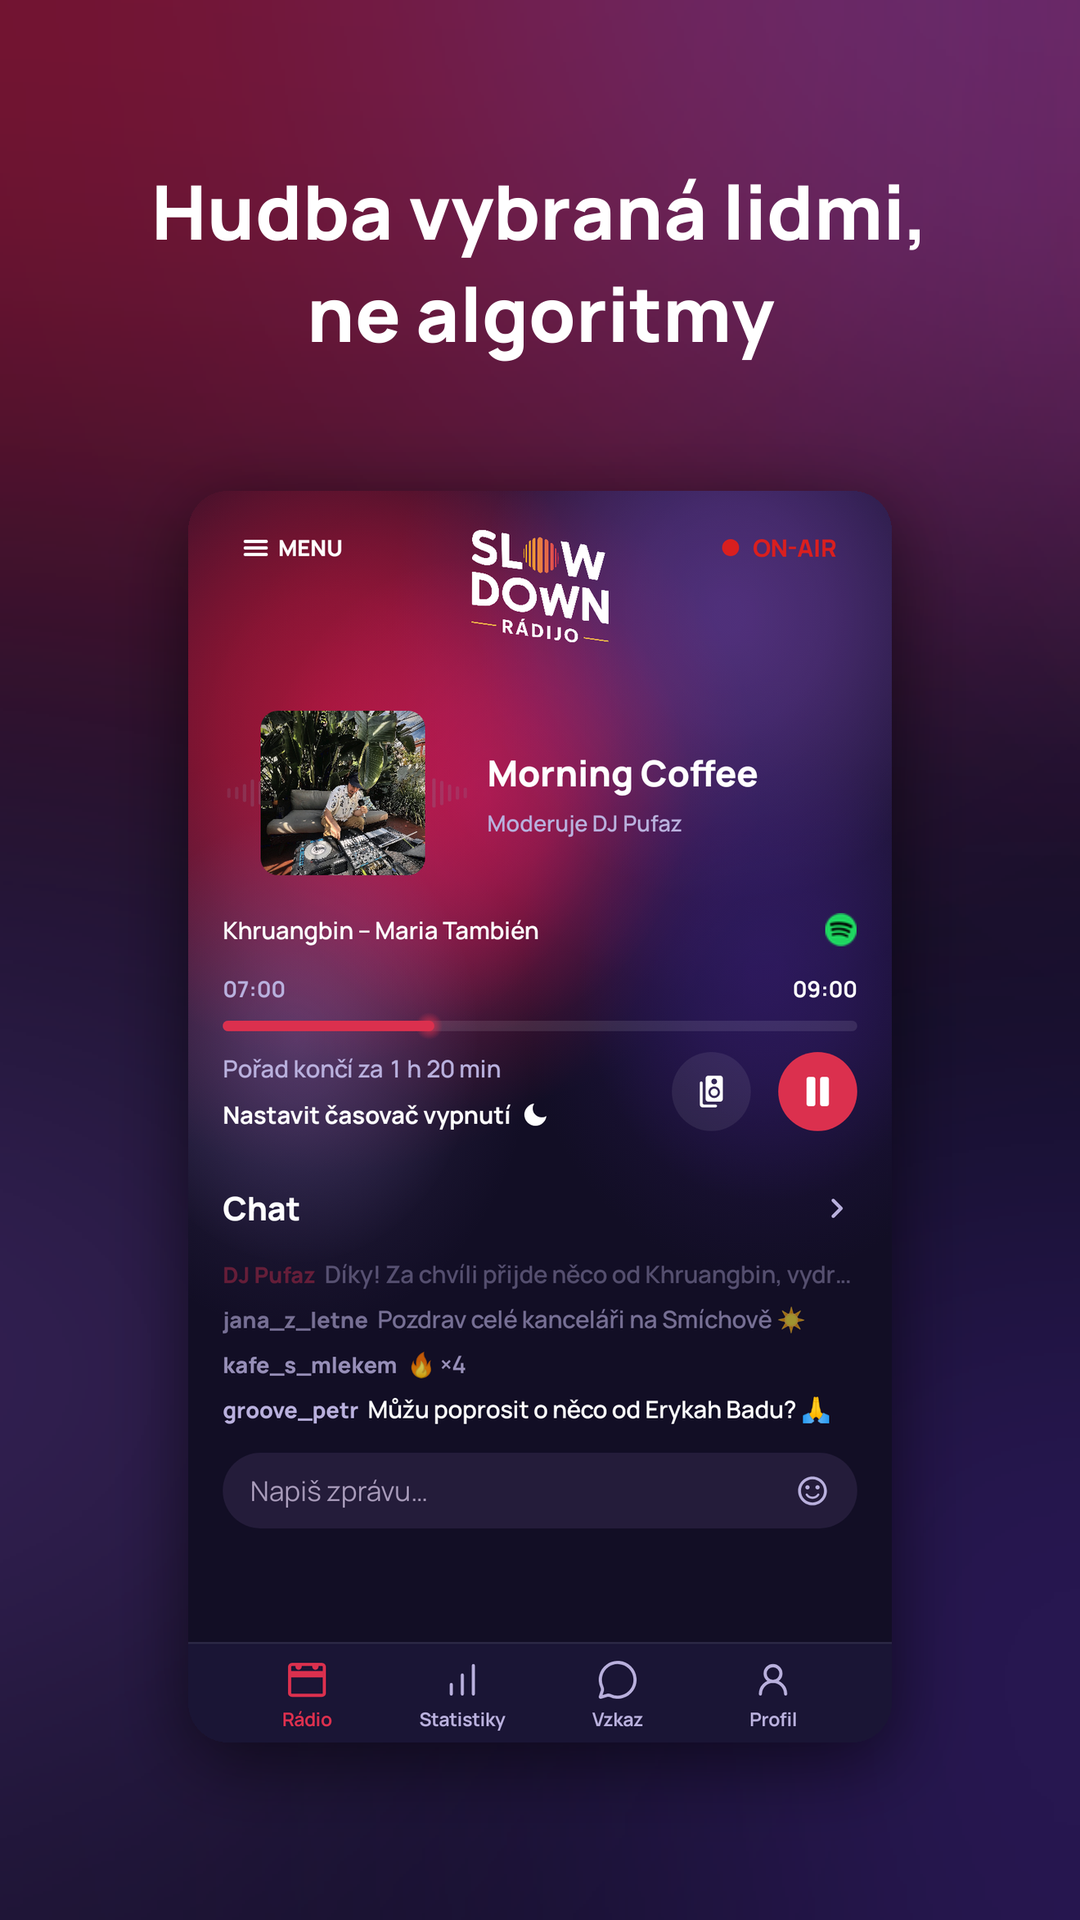 Hudba vybraná lidmi,
ne algoritmy
MENU
SLOW
DOWN
RÁDIJO
ON-AIR
Morning Coffee
Moderuje DJ Pufaz
Khruangbin – Maria También
07:00
09:00
Pořad končí za 1 h 20 min
Nastavit časovač vypnutí
Chat
DJ Pufaz Díky! Za chvíli přijde něco od Khruangbin, vydr...
jana_z_letne Pozdrav celé kanceláři na Smíchově ☀️
kafe_s_mlekem 🔥 ×4
groove_petr Můžu poprosit o něco od Erykah Badu? 🙏
Napiš zprávu...
Rádio
Statistiky
Vzkaz
Profil